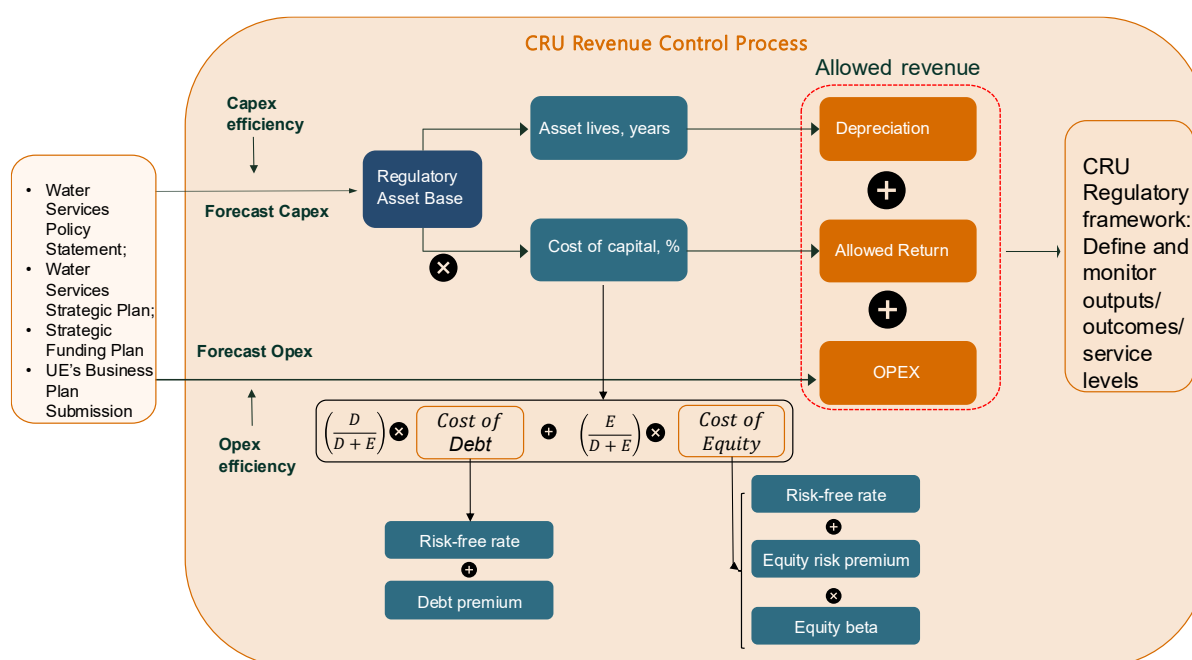 CRU Revenue Control Process
Allowed revenue
Capex
efficiency
Asset lives, years
Depreciation
• Water
Services
Policy
Statement;
• Water
Services
Strategic Plan;
• Strategic
Funding Plan
• UE's Business
Plan
Submission
Regulatory
Asset Base
Forecast Capex
Cost of capital, %
Allowed Return
CRU
Regulatory
framework:
Define and
monitor
outputs/
outcomes/
service
levels
Forecast Opex
OPEX
Opex
efficiency
(D/(D + E)) × Cost of Debt + (E/(D + E)) × Cost of Equity
Risk-free rate
+
Debt premium
Risk-free rate
+
Equity risk premium
×
Equity beta
×
+
+